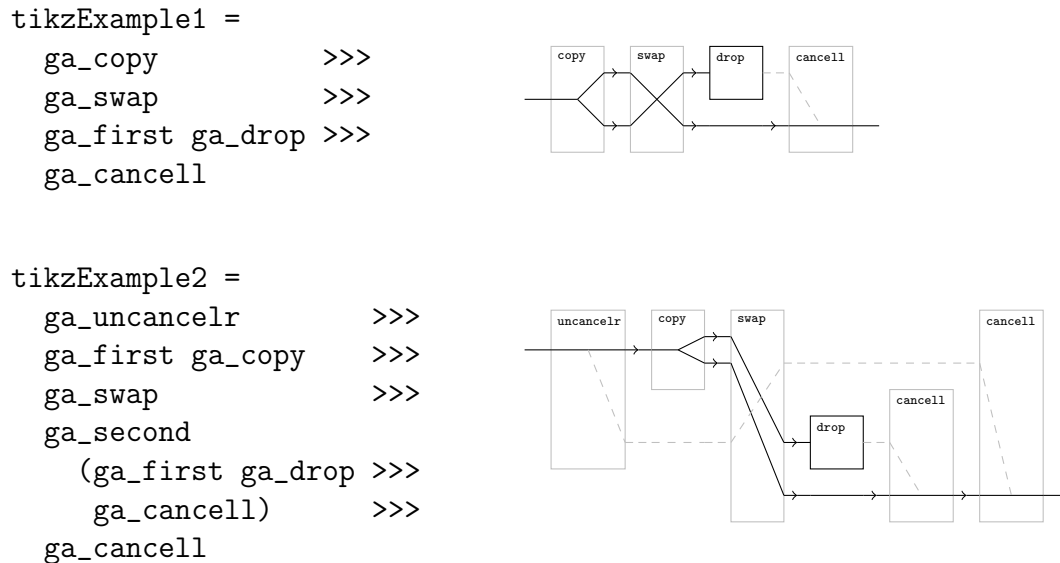 tikzExample1 =
  ga_copy          >>>
  ga_swap          >>>
  ga_first ga_drop >>>
  ga_cancell
copy swap drop cancell
tikzExample2 =
  ga_uncancelr        >>>
  ga_first ga_copy    >>>
  ga_swap             >>>
  ga_second
    (ga_first ga_drop >>>
     ga_cancell)      >>>
  ga_cancell
uncancelr copy swap cancell
cancell
drop